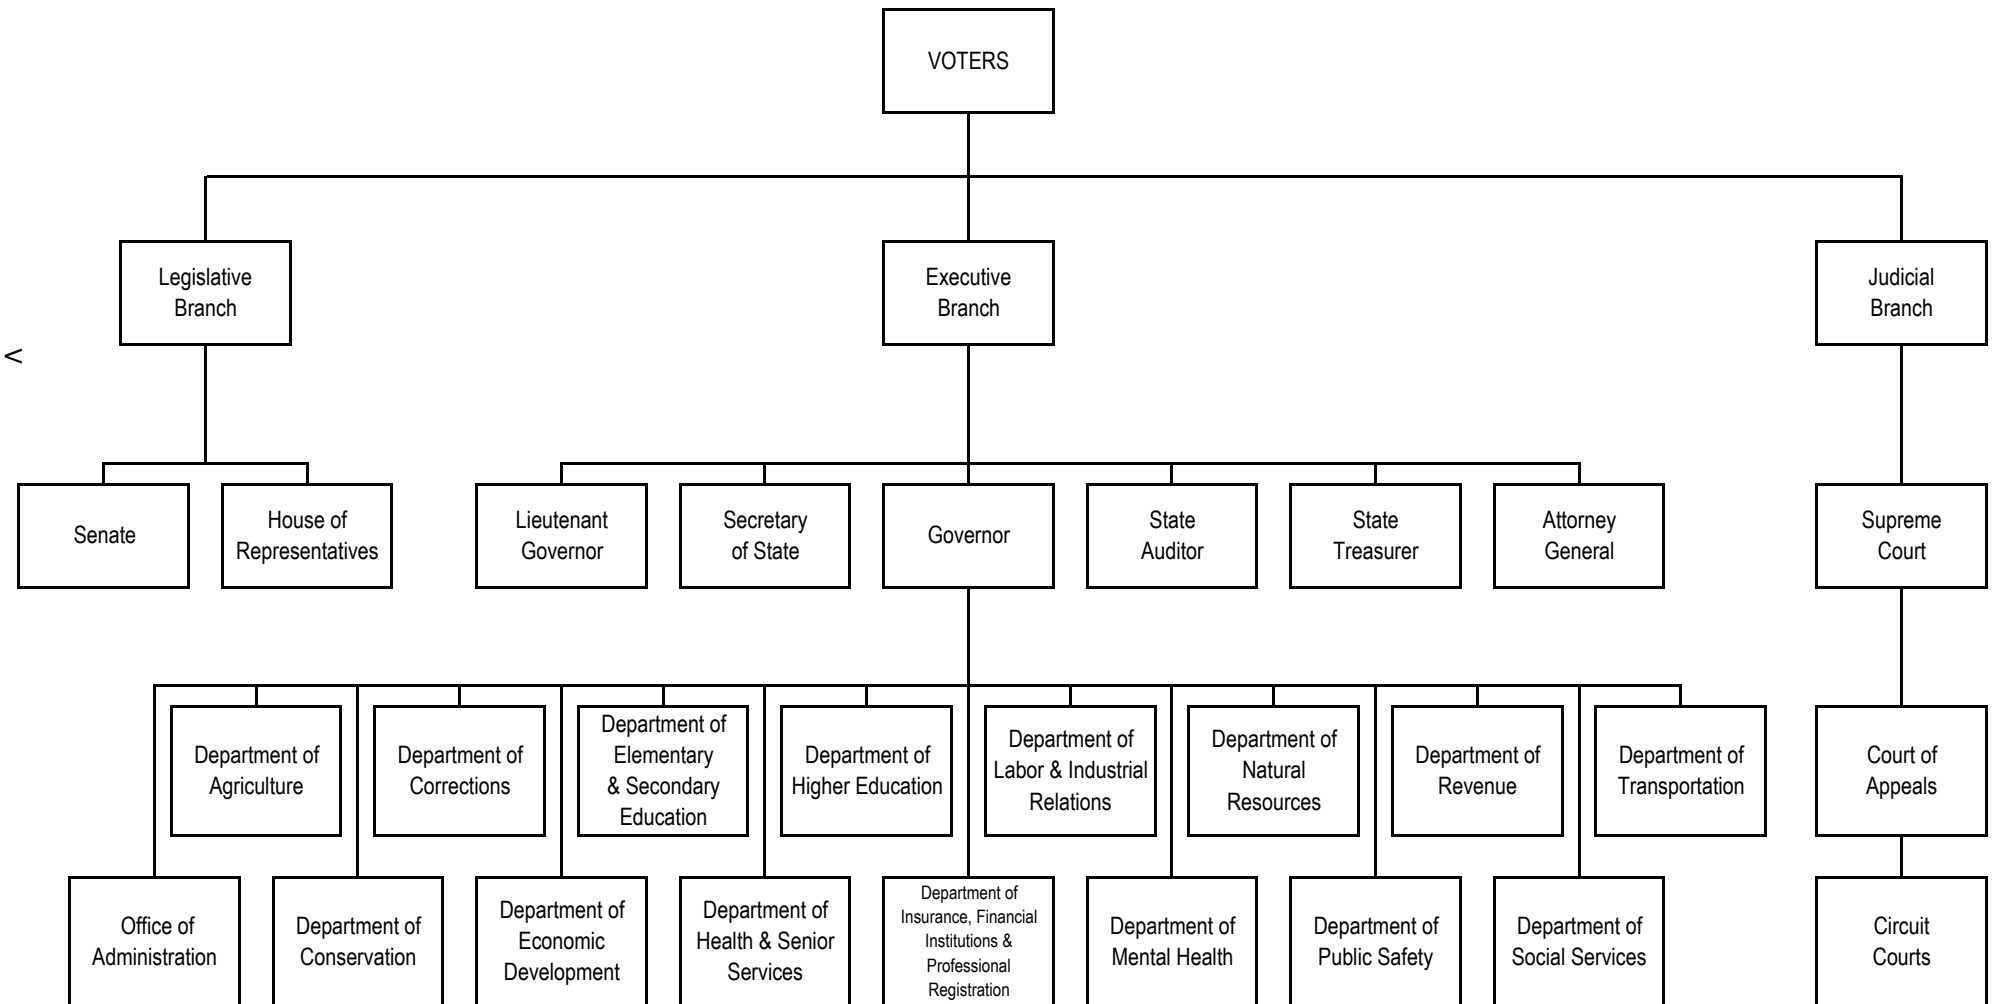 VOTERS
Legislative
Branch
Executive
Branch
Judicial
Branch
<
Senate
House of
Representatives
Lieutenant
Governor
Secretary
of State
Governor
State
Auditor
State
Treasurer
Attorney
General
Supreme
Court
Department of
Agriculture
Department of
Corrections
Department of
Elementary
& Secondary
Education
Department of
Higher Education
Department of
Labor & Industrial
Relations
Department of
Natural
Resources
Department of
Revenue
Department of
Transportation
Court of
Appeals
Office of
Administration
Department of
Conservation
Department of
Economic
Development
Department of
Health & Senior
Services
Department of
Insurance, Financial
Institutions &
Professional
Registration
Department of
Mental Health
Department of
Public Safety
Department of
Social Services
Circuit
Courts